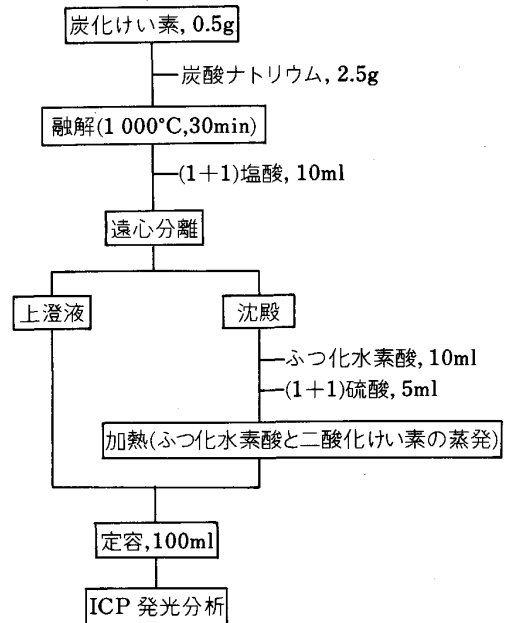 炭化けい素, 0.5g
炭酸ナトリウム, 2.5g
融解(1 000°C,30min)
(1+1)塩酸, 10ml
遠心分離
上澄液
沈殿
ふつ化水素酸, 10ml
(1+1)硫酸, 5ml
加熱(ふつ化水素酸と二酸化けい素の蒸発)
定容,100ml
ICP 発光分析